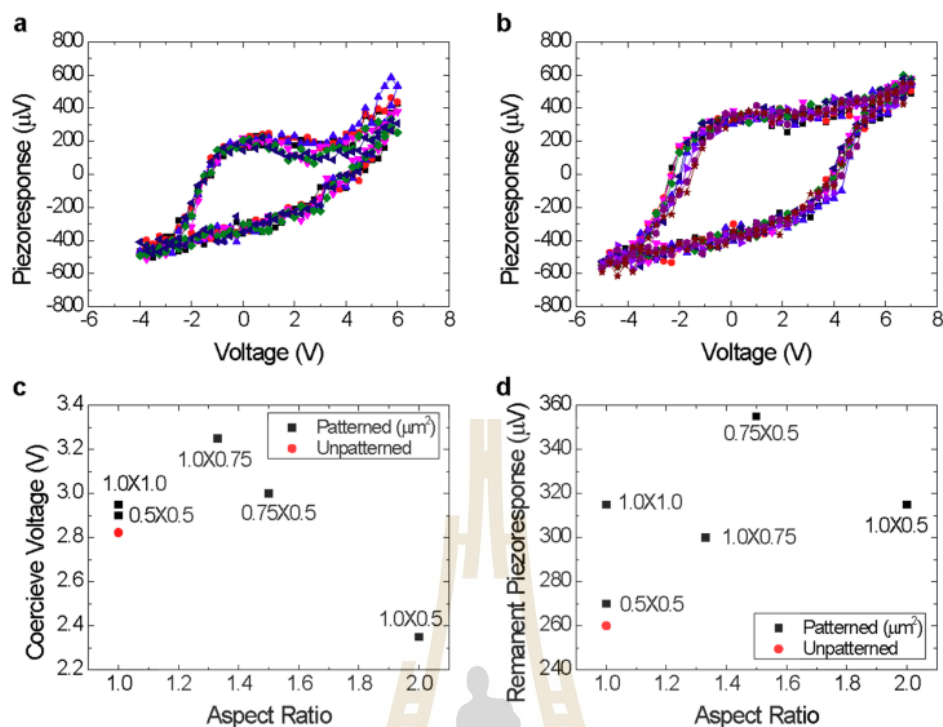 a
800
600
400
200
0
-200
-400
-600
-800
-6 -4 -2 0 2 4 6 8
Piezoresponse (μV)
Voltage (V)
b
800
600
400
200
0
-200
-400
-600
-800
-6 -4 -2 0 2 4 6 8
Piezoresponse (μV)
Voltage (V)
c
3.4
3.2
3.0
2.8
2.6
2.4
2.2
1.0 1.2 1.4 1.6 1.8 2.0
Coercieve Voltage (V)
Aspect Ratio
Patterned (μm²)
Unpatterned
1.0X0.75
1.0X1.0
0.75X0.5
0.5X0.5
1.0X0.5
d
360
340
320
300
280
260
240
1.0 1.2 1.4 1.6 1.8 2.0
Remanant Piezoresponse (μV)
Aspect Ratio
0.75X0.5
1.0X1.0
1.0X0.5
1.0X0.75
0.5X0.5
Patterned (μm²)
Unpatterned